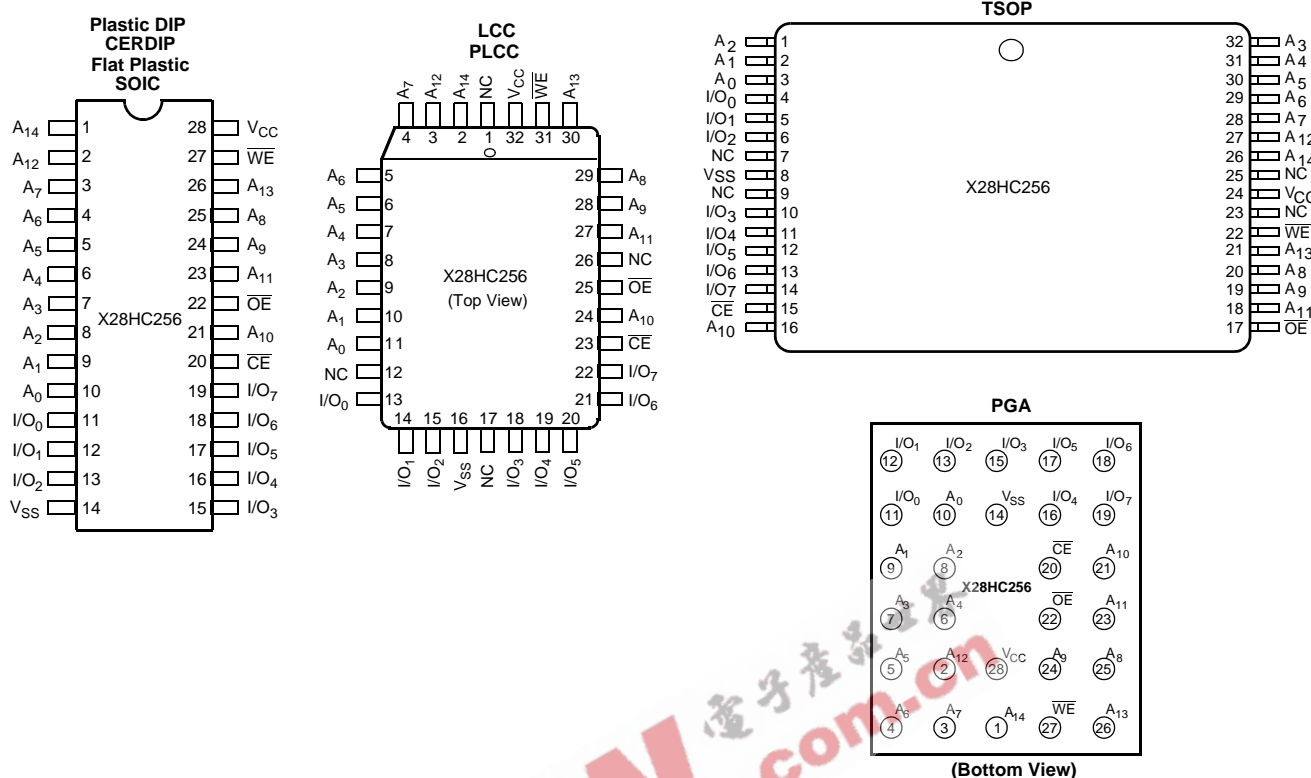 Plastic DIP
CERDIP
Flat Plastic
SOIC
A14 1 28 VCC
A12 2 27 W̅E̅
A7 3 26 A13
A6 4 25 A8
A5 5 24 A9
A4 6 23 A11
A3 7 22 O̅E̅
X28HC256
A2 8 21 A10
A1 9 20 C̅E̅
A0 10 19 I/O7
I/O0 11 18 I/O6
I/O1 12 17 I/O5
I/O2 13 16 I/O4
VSS 14 15 I/O3
LCC
PLCC
A7 A12 A14 NC VCC W̅E̅ A13
4 3 2 1 32 31 30
A6 5 29 A8
A5 6 28 A9
A4 7 27 A11
A3 8 26 NC
X28HC256
(Top View)
A2 9 25 O̅E̅
A1 10 24 A10
A0 11 23 C̅E̅
NC 12 22 I/O7
I/O0 13 21 I/O6
14 15 16 17 18 19 20
I/O1 I/O2 VSS NC I/O3 I/O4 I/O5
TSOP
A2 1 32 A3
A1 2 31 A4
A0 3 30 A5
I/O0 4 29 A6
I/O1 5 28 A7
I/O2 6 27 A12
NC 7 26 A14
VSS 8 25 NC
X28HC256
NC 9 24 VCC
I/O3 10 23 NC
I/O4 11 22 W̅E̅
I/O5 12 21 A13
I/O6 13 20 A8
I/O7 14 19 A9
C̅E̅ 15 18 A11
A10 16 17 O̅E̅
PGA
I/O1 I/O2 I/O3 I/O5 I/O6
12 13 15 17 18
I/O0 A0 VSS I/O4 I/O7
11 10 14 16 19
A1 A2 C̅E̅ A10
9 8 20 21
X28HC256
A3 A4 O̅E̅ A11
7 6 22 23
A5 A12 VCC A9 A8
5 2 28 24 25
A6 A7 A14 W̅E̅ A13
4 3 1 27 26
(Bottom View)
電子產品世界
.com.cn